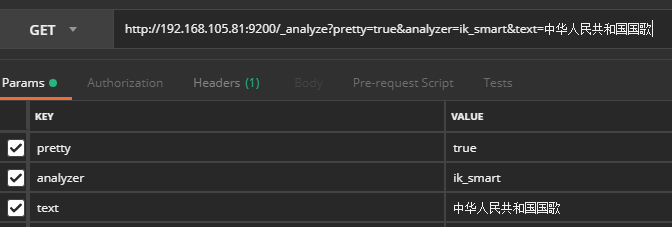 GET http://192.168.105.81:9200/_analyze?pretty=true&analyzer=ik_smart&text=中华人民共和国国歌
Params Authorization Headers (1) Body Pre-request Script Tests
KEY VALUE
pretty true
analyzer ik_smart
text 中华人民共和国国歌